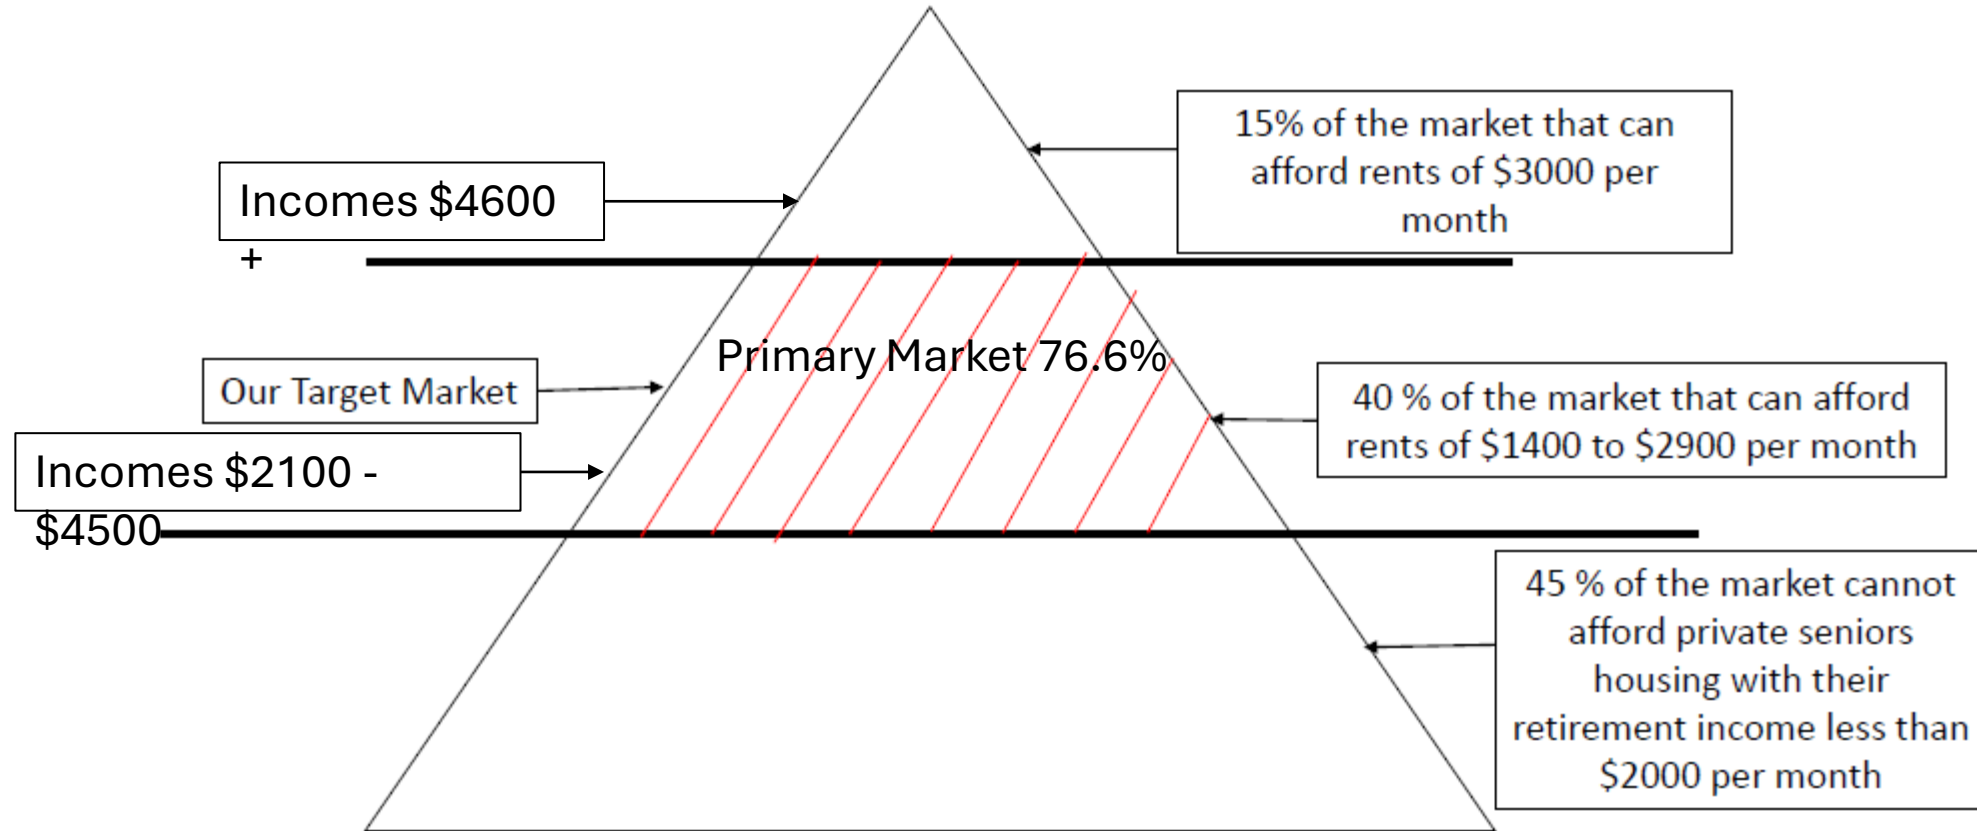 15% of the market that can
afford rents of $3000 per
month
Incomes $4600
+
Primary Market 76.6%
Our Target Market
40 % of the market that can afford
rents of $1400 to $2900 per month
Incomes $2100 -
$4500
45 % of the market cannot
afford private seniors
housing with their
retirement income less than
$2000 per month